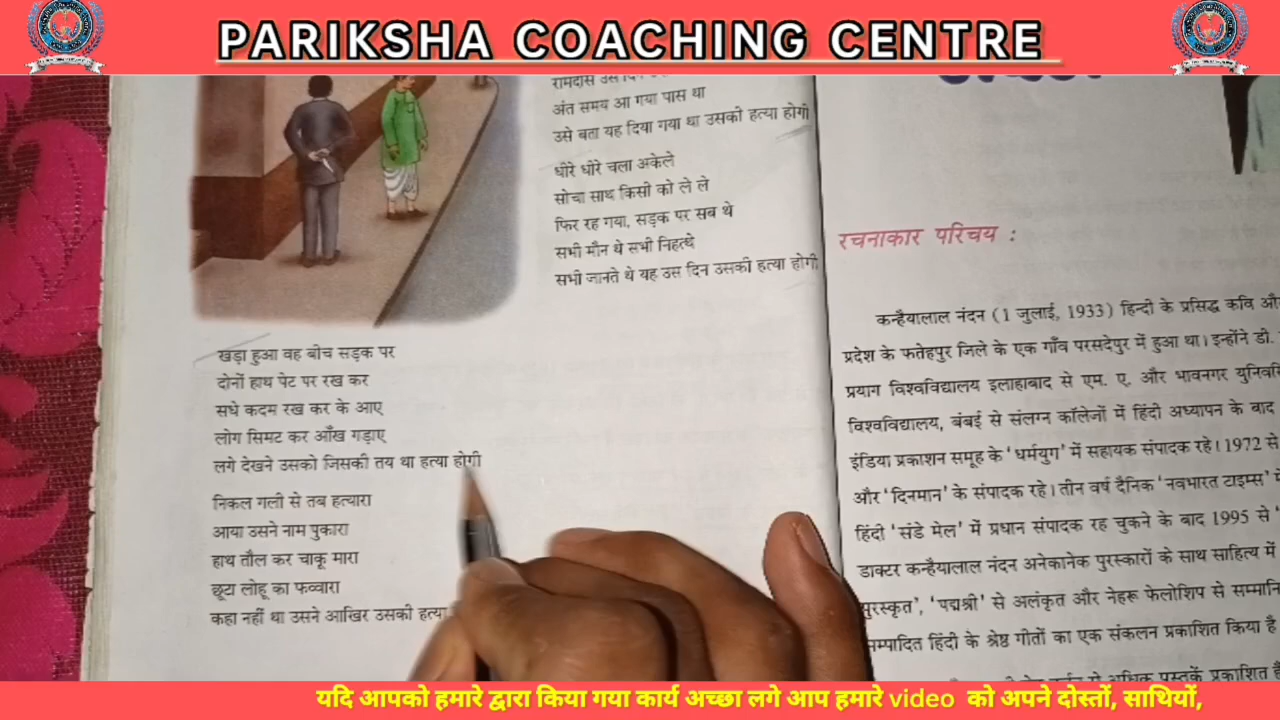 PARIKSHA COACHING CENTRE
रामदास उस
अंत समय आ गया पास था
उसे बता यह दिया गया था उसकी हत्या होगी
धीरे धीरे चला अकेले
सोचा साथ किसी को ले ले
फिर रह गया, सड़क पर सब थे
सभी मौन थे सभी निहत्थे
सभी जानते थे यह उस दिन उसकी हत्या होगी
खड़ा हुआ वह बीच सड़क पर
दोनों हाथ पेट पर रख कर
सधे कदम रख कर के आए
लोग सिमट कर आँख गड़ाए
लगे देखने उसको जिसकी तय था हत्या होगी
निकल गली से तब हत्यारा
आया उसने नाम पुकारा
हाथ तौल कर चाकू मारा
छूटा लोहू का फव्वारा
कहा नहीं था उसने आखिर उसकी हत्या
रचनाकार परिचय :
कन्हैयालाल नंदन (1 जुलाई, 1933) हिन्दी के प्रसिद्ध कवि
प्रदेश के फतेहपुर जिले के एक गाँव परसदेपुर में हुआ था। इन्होंने डी.
प्रयाग विश्वविद्यालय इलाहाबाद से एम. ए. और भावनगर
विश्वविद्यालय, बंबई से संलग्न कॉलेजों में हिंदी अध्यापन के बाद
इंडिया प्रकाशन समूह के 'धर्मयुग' में सहायक संपादक रहे। 1972 से
और 'दिनमान' के संपादक रहे। तीन वर्ष दैनिक 'नवभारत टाइम्स'
हिंदी 'संडे मेल' में प्रधान संपादक रह चुकने के बाद 1995 से
डाक्टर कन्हैयालाल नंदन अनेकानेक पुरस्कारों के साथ साहित्य में
'पद्मश्री' से अलंकृत और नेहरू फेलोशिप से
हिंदी के श्रेष्ठ गीतों का एक संकलन प्रकाशित किया है
से अधिक पुस्तकें प्रकाशित
यदि आपको हमारे द्वारा किया गया कार्य अच्छा लगे आप हमारे video को अपने दोस्तों, साथियों,